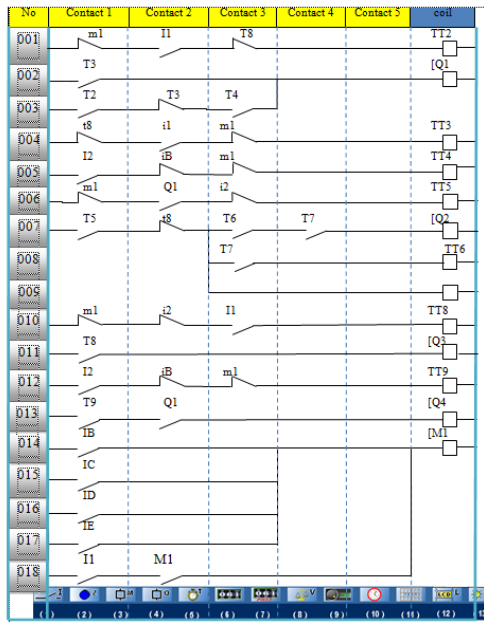 No Contact 1 Contact 2 Contact 3 Contact 4 Contact 5 coil
001 m1 I1 T8 TT2
002 T3 [Q1
003 T2 T3 T4
004 t8 i1 m1 TT3
005 I2 iB m1 TT4
006 m1 Q1 i2 TT5
007 T5 t8 T6 T7 [Q2
008 T7 TT6
009
010 m1 i2 I1 TT8
011 T8 [Q3
012 I2 iB m1 TT9
013 T9 Q1 [Q4
014 IB [M1
015 IC
016 ID
017 IE
018 I1 M1
(2) (3) (4) (5) (6) (7) (8) (9) (10) (11) (12)